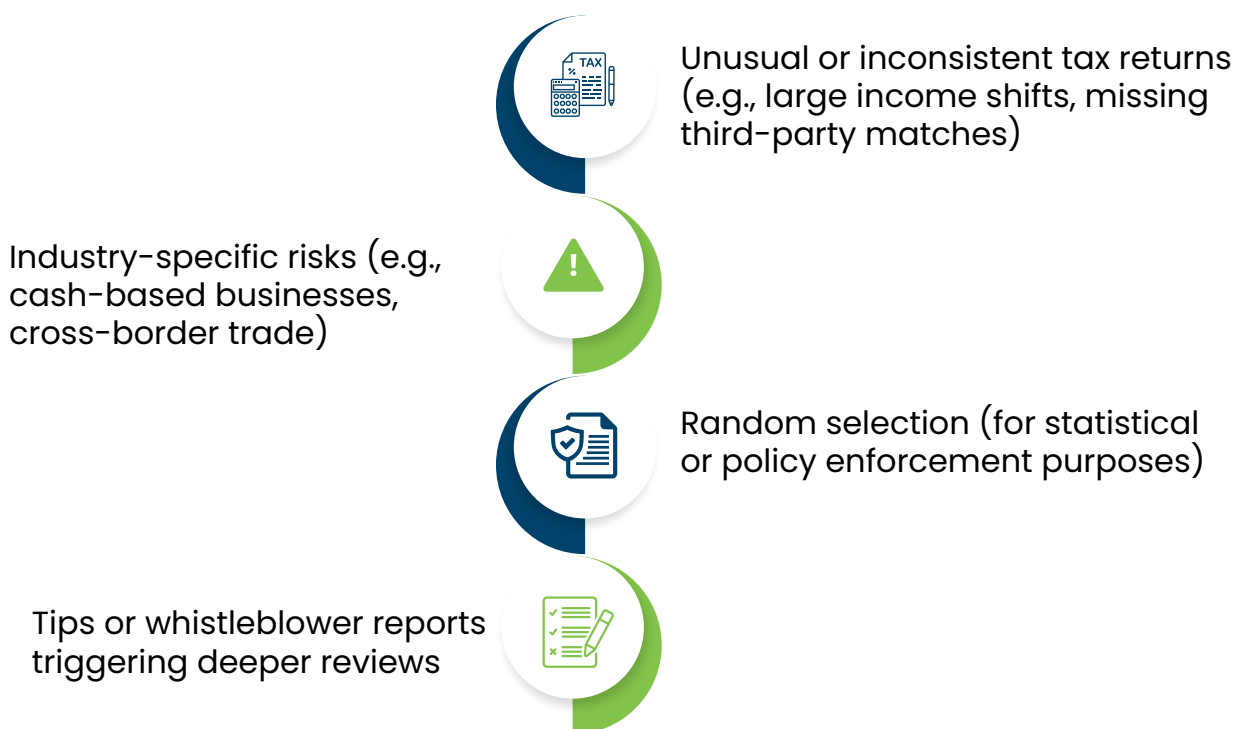 TAX
%
Unusual or inconsistent tax returns
(e.g., large income shifts, missing
third-party matches)
!
Industry-specific risks (e.g.,
cash-based businesses,
cross-border trade)
Random selection (for statistical
or policy enforcement purposes)
Tips or whistleblower reports
triggering deeper reviews